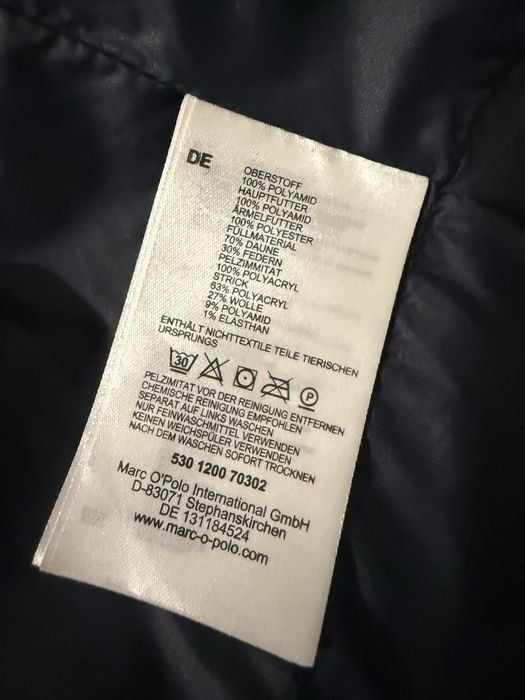 DE
OBERSTOFF
100% POLYAMID
HAUPTFUTTER
100% POLYAMID
ÄRMELFUTTER
100% POLYESTER
FÜLLMATERIAL
70% DAUNE
30% FEDERN
PELZIMMITAT
100% POLYACRYL
STRICK
63% POLYACRYL
27% WOLLE
9% POLYAMID
1% ELASTHAN
ENTHÄLT NICHTTEXTILE TEILE TIERISCHEN
URSPRUNGS
30 P
PELZIMITAT VOR DER REINIGUNG ENTFERNEN
CHEMISCHE REINIGUNG EMPFOHLEN
SEPARAT AUF LINKS WASCHEN
NUR FEINWASCHMITTEL VERWENDEN
KEINEN WEICHSPÜLER VERWENDEN
NACH DEM WASCHEN SOFORT TROCKNEN
530 1200 70302
Marc O'Polo International GmbH
D-83071 Stephanskirchen
DE 131184524
www.marc-o-polo.com